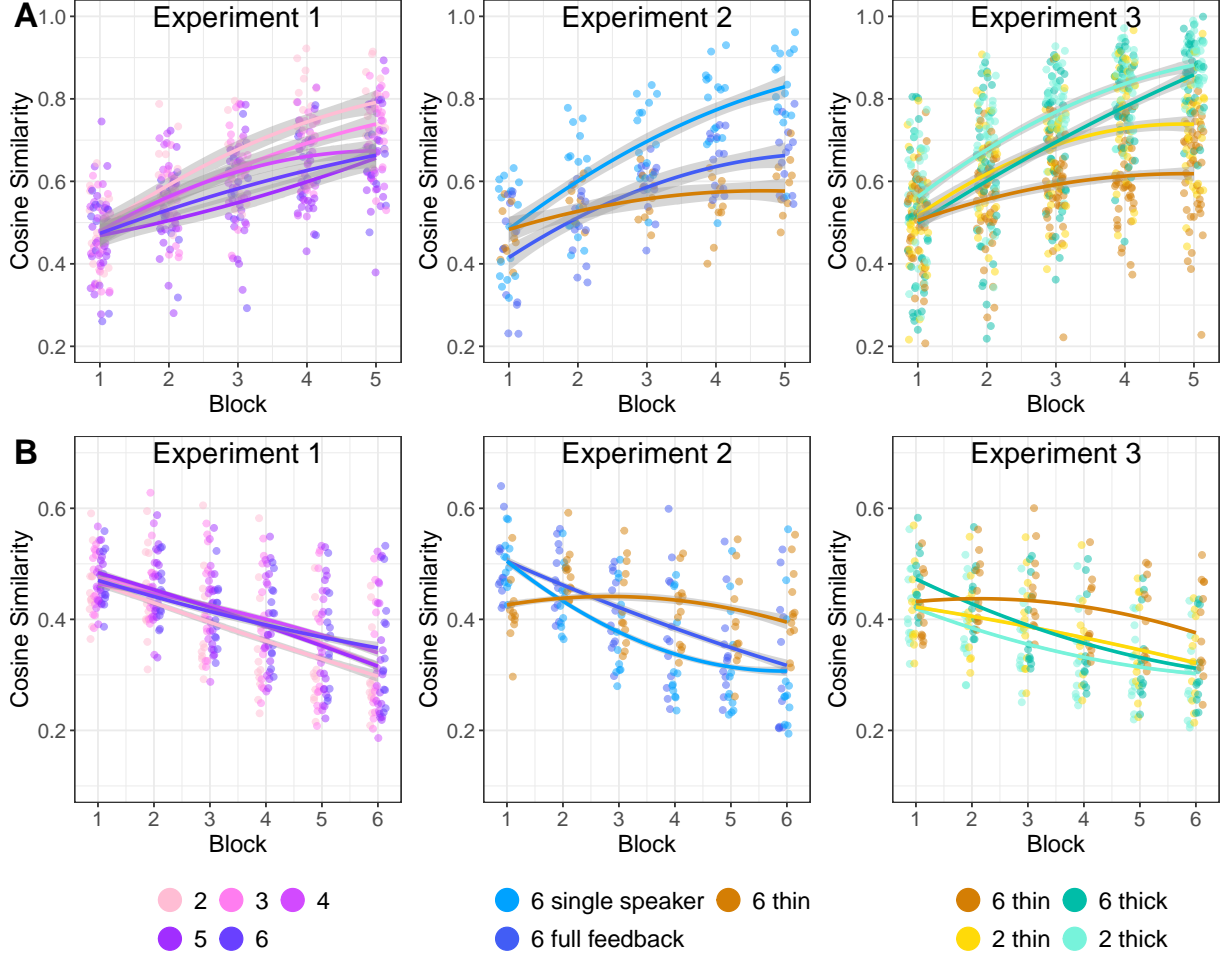 A
Experiment 1
Experiment 2
Experiment 3
Cosine Similarity
1.0
0.8
0.6
0.4
0.2
1 2 3 4 5
Block
Cosine Similarity
1.0
0.8
0.6
0.4
0.2
1 2 3 4 5
Block
Cosine Similarity
1.0
0.8
0.6
0.4
0.2
1 2 3 4 5
Block
B
Experiment 1
Experiment 2
Experiment 3
Cosine Similarity
0.6
0.4
0.2
1 2 3 4 5 6
Block
Cosine Similarity
0.6
0.4
0.2
1 2 3 4 5 6
Block
Cosine Similarity
0.6
0.4
0.2
1 2 3 4 5 6
Block
2 3 4
5 6
6 single speaker 6 thin
6 full feedback
6 thin 6 thick
2 thin 2 thick